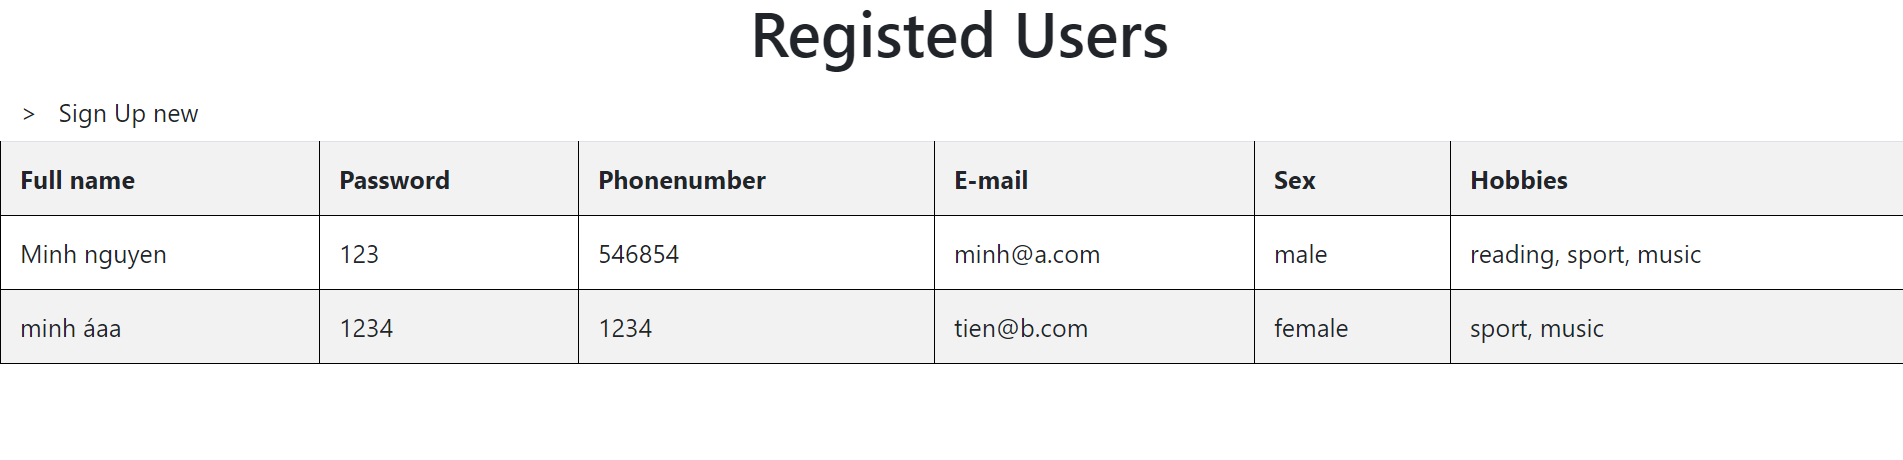 Registed Users
> Sign Up new
Full name Password Phonenumber E-mail Sex Hobbies
Minh nguyen 123 546854 minh@a.com male reading, sport, music
minh áaa 1234 1234 tien@b.com female sport, music